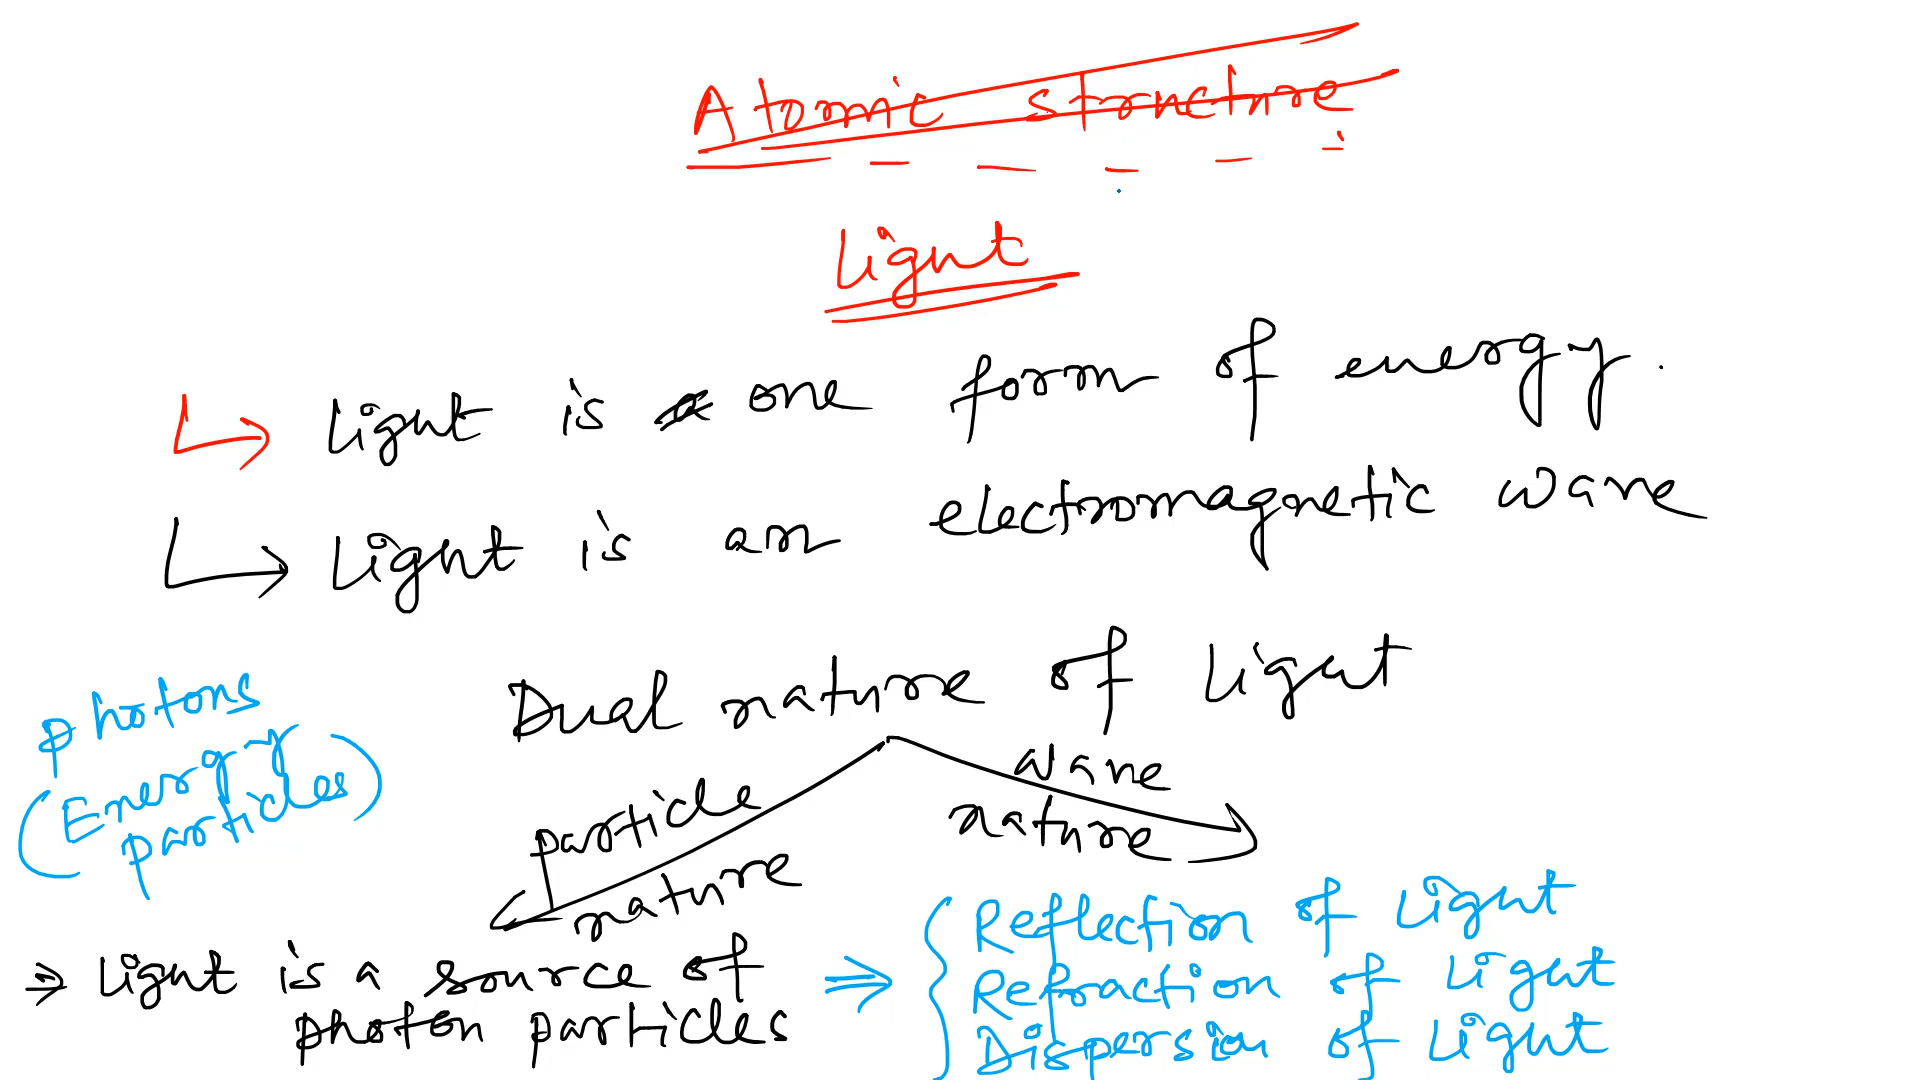 Atomic structure
Light
Light is one form of energy.
Light is an electromagnetic wave
Dual nature of Light
photons
(Energy particles)
particle nature
wave nature
⇒ Light is a source of photon particles
⇒ { Reflection of Light
Refraction of Light
Dispersion of Light